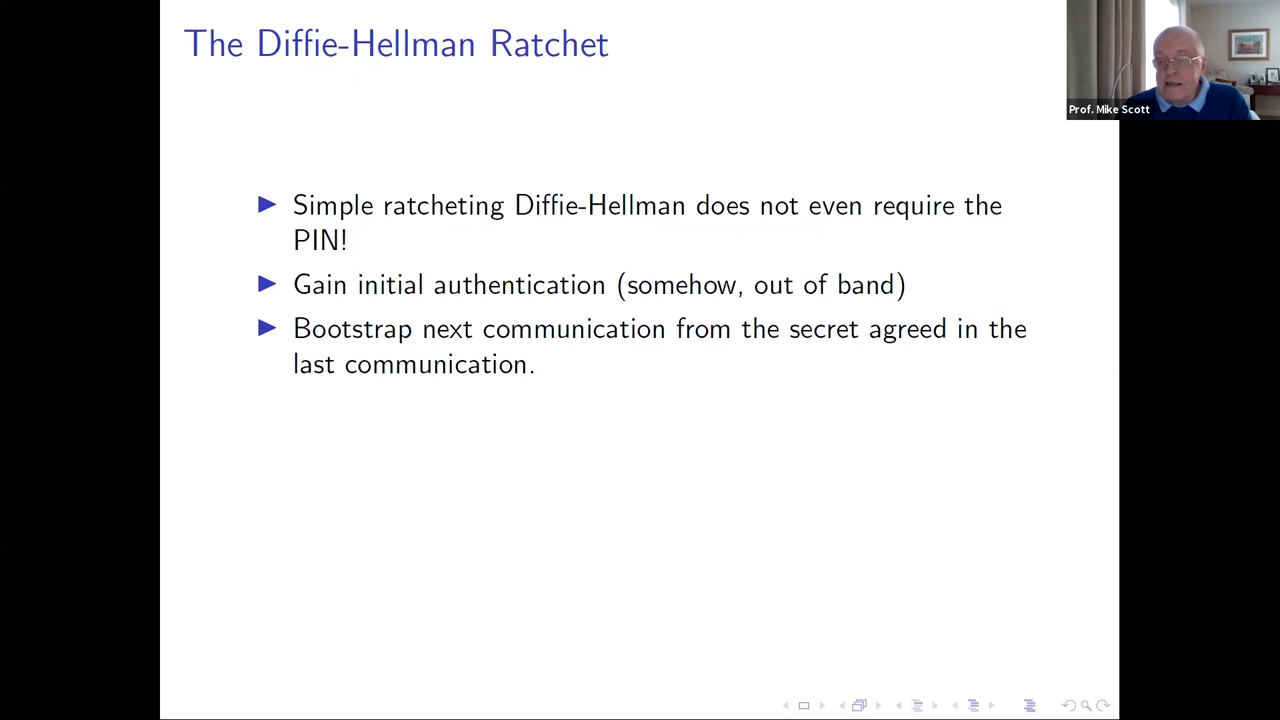 The Diffie-Hellman Ratchet
Prof. Mike Scott
▶ Simple ratcheting Diffie-Hellman does not even require the
PIN!
▶ Gain initial authentication (somehow, out of band)
▶ Bootstrap next communication from the secret agreed in the
last communication.